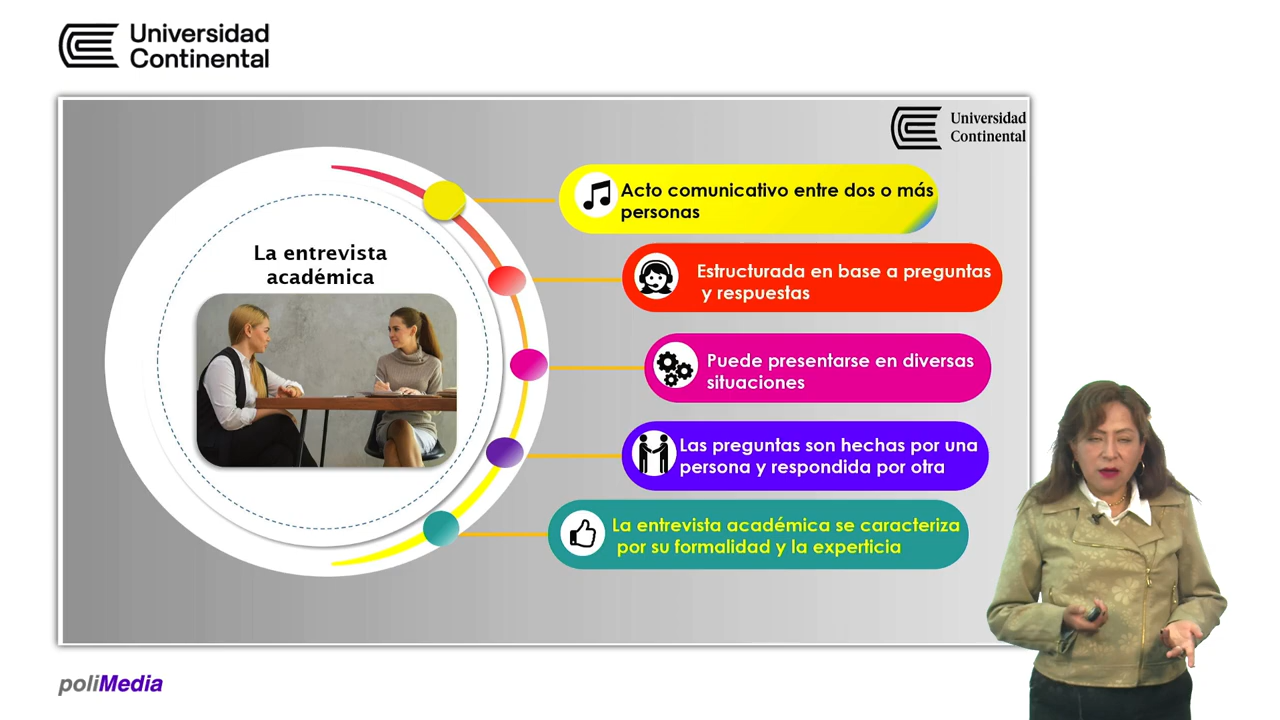 Universidad
Continental
Universidad
Continental
La entrevista
académica
Acto comunicativo entre dos o más
personas
Estructurada en base a preguntas
y respuestas
Puede presentarse en diversas
situaciones
Las preguntas son hechas por una
persona y respondida por otra
La entrevista académica se caracteriza
por su formalidad y la experticia
poliMedia